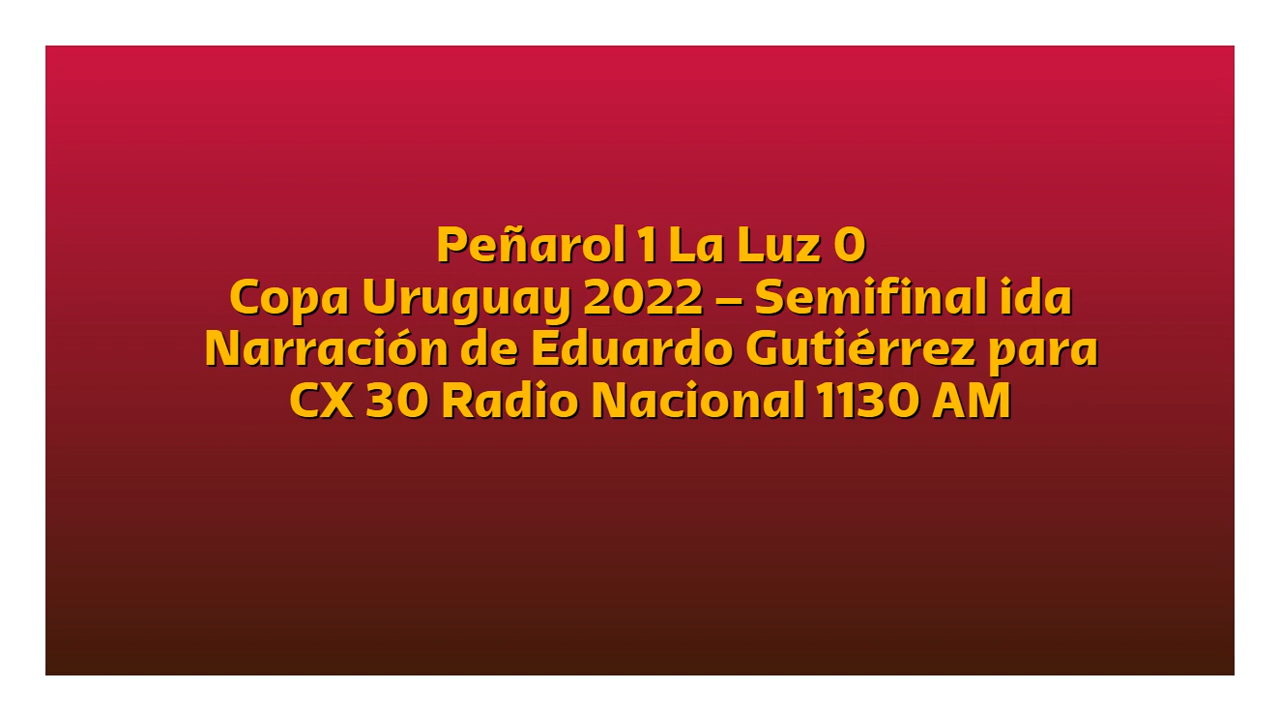 Peñarol 1 La Luz 0
Copa Uruguay 2022 – Semifinal ida
Narración de Eduardo Gutiérrez para
CX 30 Radio Nacional 1130 AM